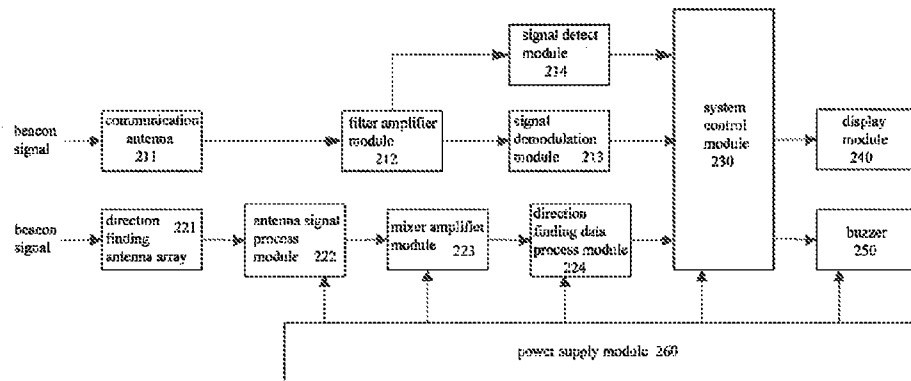 signal detect
module
214
beacon
signal
communication
antenna
211
filter amplifier
module
212
signal
demodulation
module 213
system
control
module
230
display
module
240
beacon
signal
direction
finding 221
antenna array
antenna signal
process
module 222
mixer amplifier
module
223
direction
finding data
process module
224
buzzer
250
power supply module 260